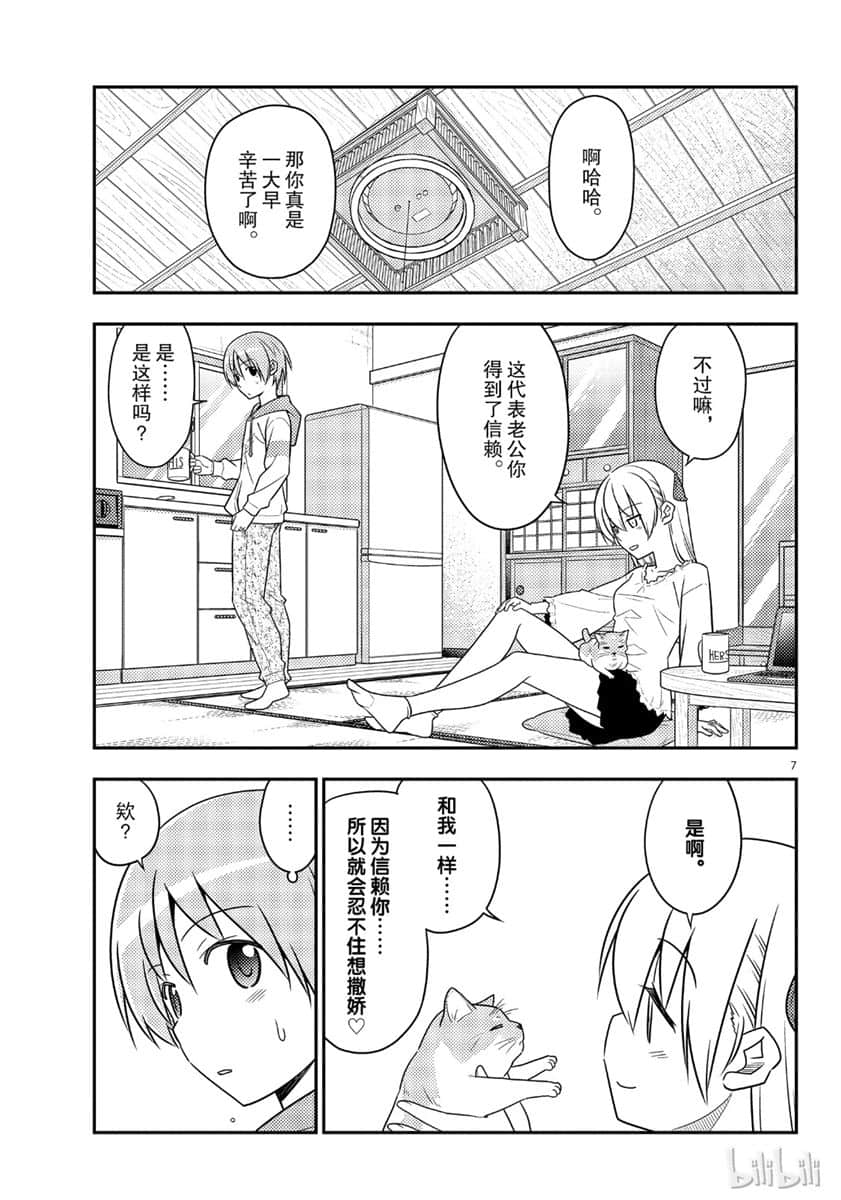 啊哈哈。
那你真是
一大早
辛苦了啊。
不过嘛，
这代表老公你
得到了信赖。
是……
是这样吗？
HERS
7
是啊。
和我一样……
因为信赖你……
所以就会忍不住想撒娇♡
……
欸？
bilibili